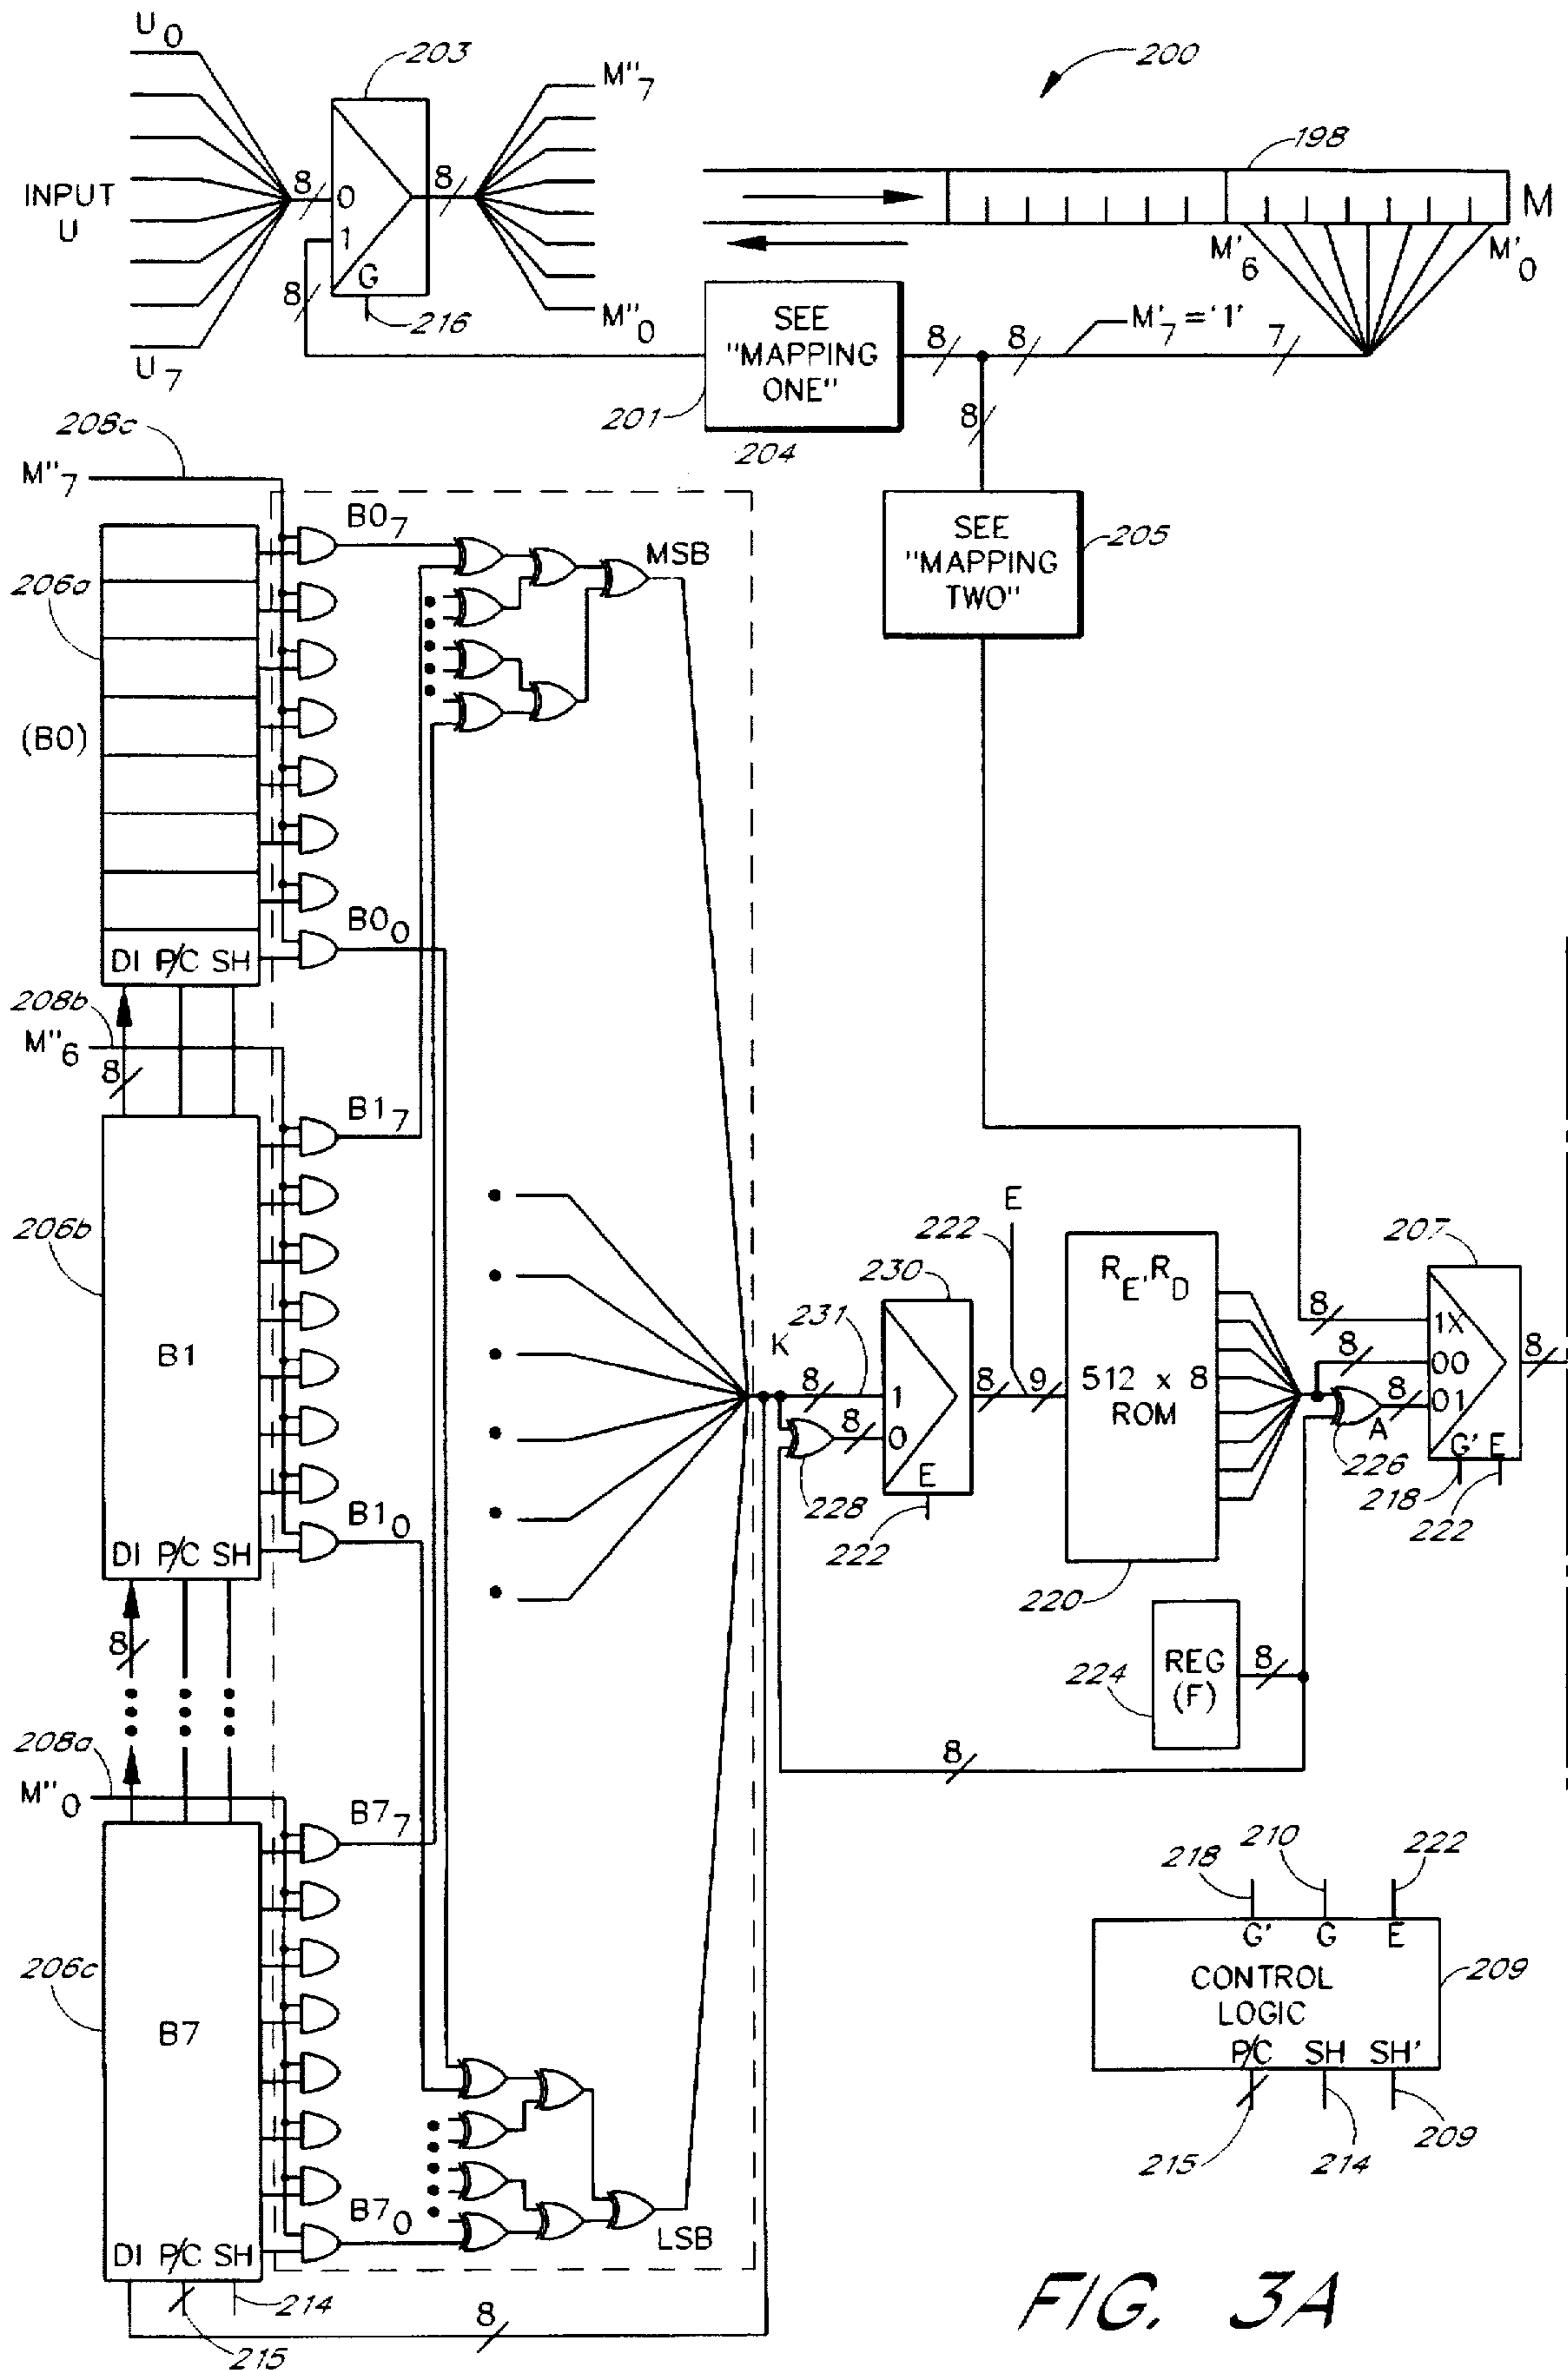 U0
203
M"7
200
198
INPUT
U
8
0
8
M
1
G
8
M'6
M'0
216
M"0
SEE
"MAPPING
ONE"
8
8
M'7 = '1'
7
U7
201
204
8
208c
M"7
B07
MSB
SEE
"MAPPING
TWO"
205
206a
(B0)
B00
DI P/C SH
208b
M"6
8
B17
206b
E
222
207
230
RE, RD
B1
K
231
8
1X
8
1
8
9
512 x 8
ROM
8
00
8
8
0
A
8
01
E
G' E
B10
228
226
218
222
222
DI P/C SH
220
8
224
REG
(F)
8
208a
M"0
8
B77
218
210
222
G' G E
206c
B7
CONTROL
LOGIC
209
P/C SH SH'
215
214
209
B70
LSB
DI P/C SH
214
8
215
FIG. 3A